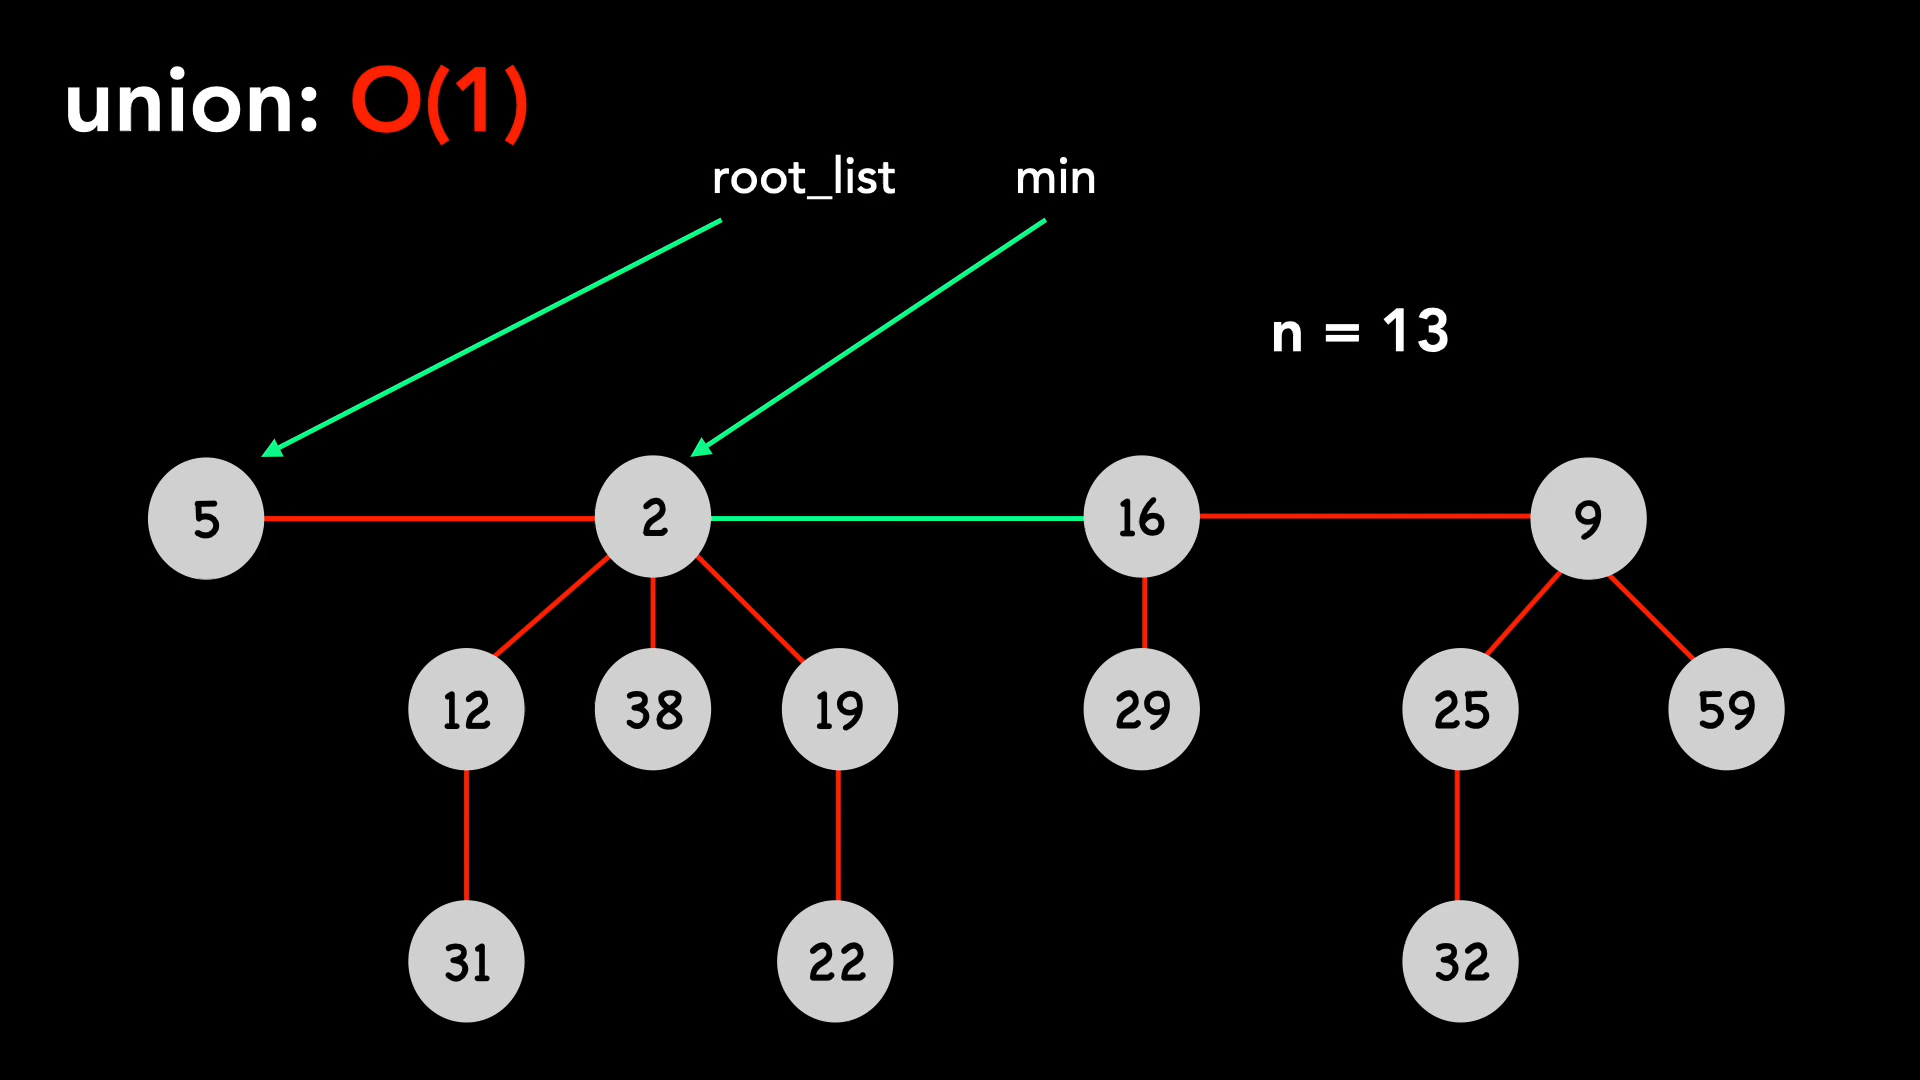 union: O(1)
root_list min
n = 13
5 2 16 9
12 38 19 29 25 59
31 22 32